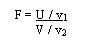 F = U / v1
V / v2